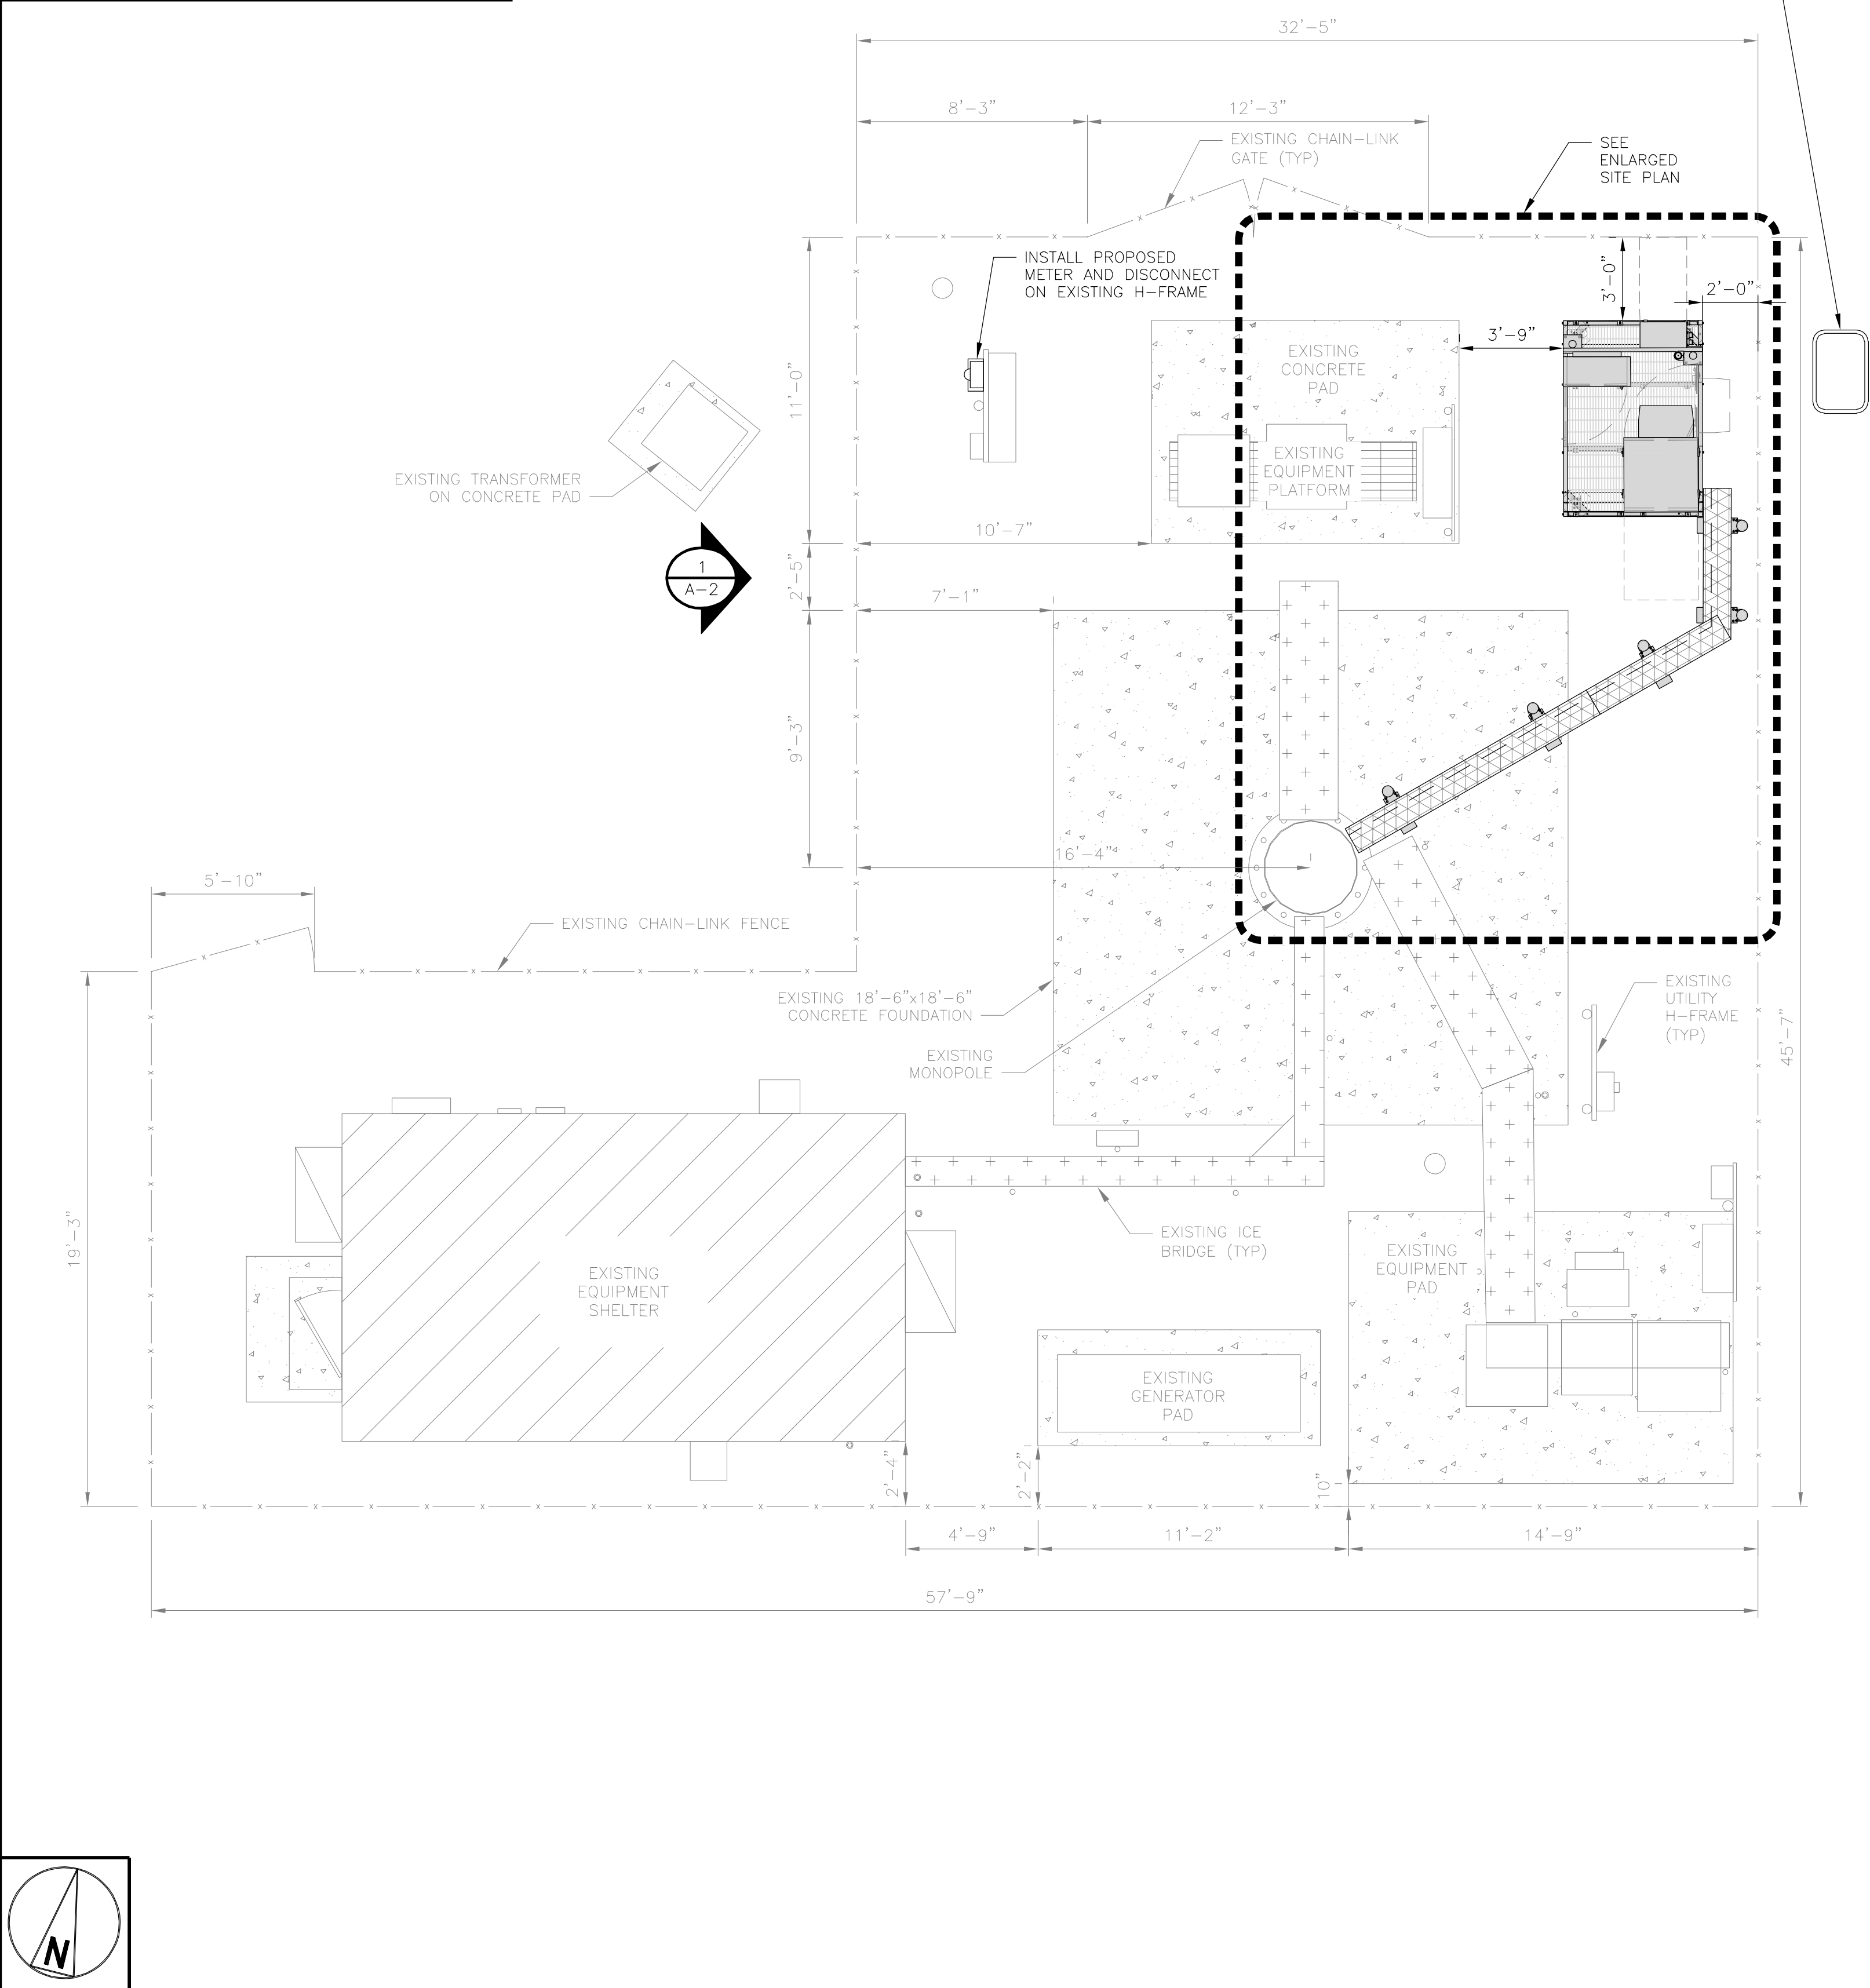 32'-5"
8'-3"
12'-3"
EXISTING CHAIN-LINK
GATE (TYP)
SEE
ENLARGED
SITE PLAN
INSTALL PROPOSED
METER AND DISCONNECT
ON EXISTING H-FRAME
3'-0"
2'-0"
3'-9"
EXISTING
CONCRETE
PAD
11'-0"
EXISTING
EQUIPMENT
PLATFORM
EXISTING TRANSFORMER
ON CONCRETE PAD
10'-7"
1
A-2
2'-5"
7'-1"
9'-3"
16'-4"
5'-10"
EXISTING CHAIN-LINK FENCE
EXISTING 18'-6"x18'-6"
CONCRETE FOUNDATION
EXISTING
UTILITY
H-FRAME
(TYP)
45'-7"
EXISTING
MONOPOLE
19'-3"
EXISTING ICE
BRIDGE (TYP)
EXISTING
EQUIPMENT
PAD
EXISTING
EQUIPMENT
SHELTER
EXISTING
GENERATOR
PAD
2'-4"
2'-2"
10"
4'-9"
11'-2"
14'-9"
57'-9"
N